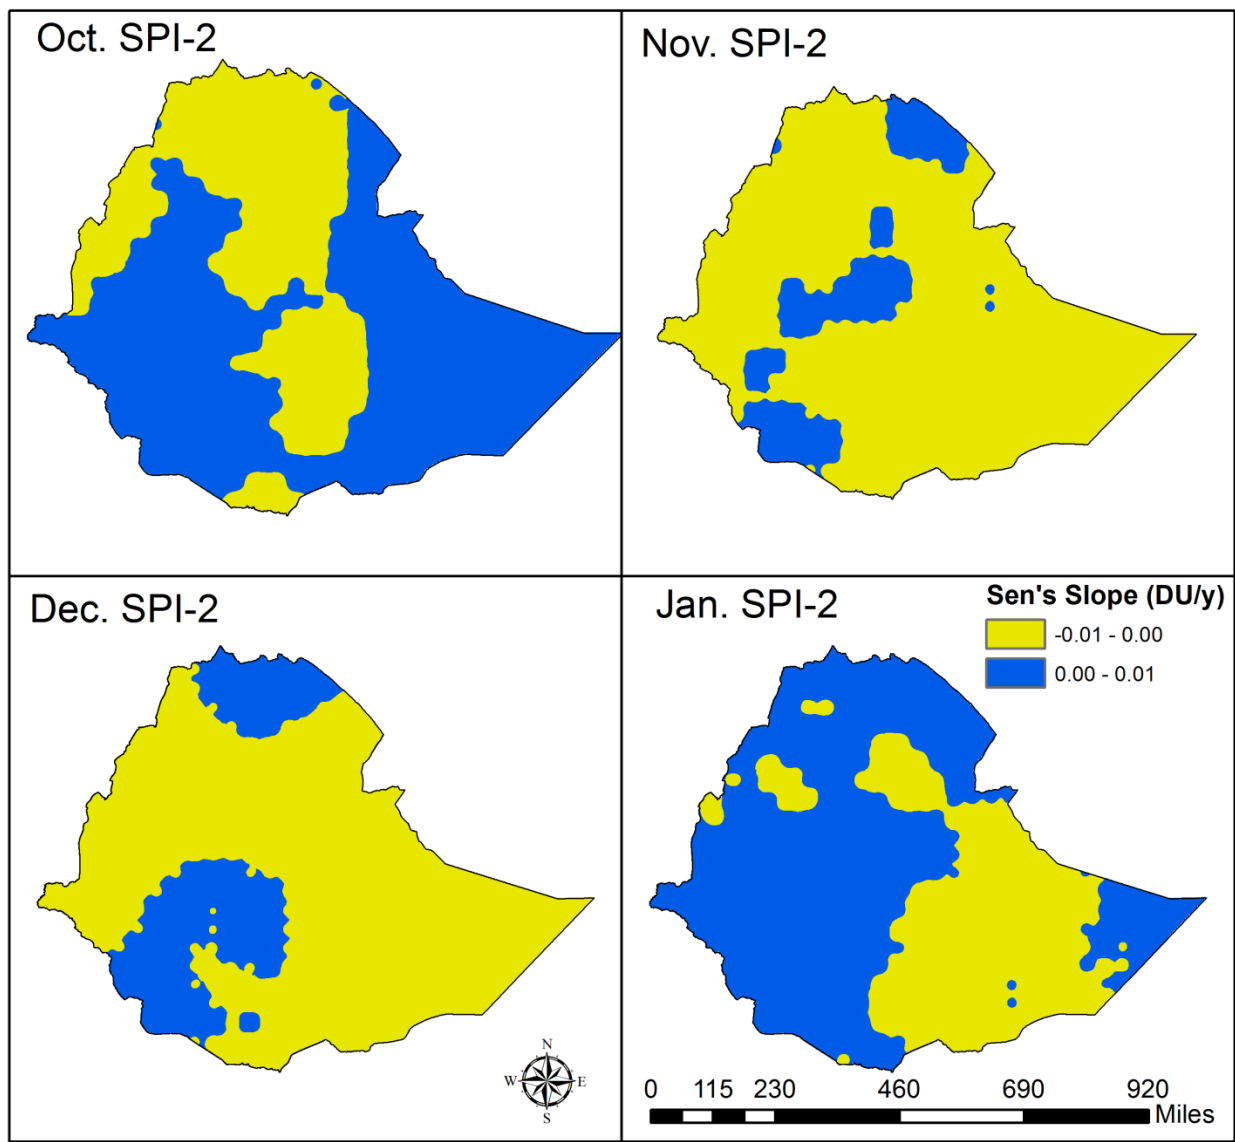 Oct. SPI-2
Nov. SPI-2
Dec. SPI-2
Jan. SPI-2
Sen's Slope (DU/y)
-0.01 - 0.00
0.00 - 0.01
N
W E
S
0 115 230 460 690 920
Miles